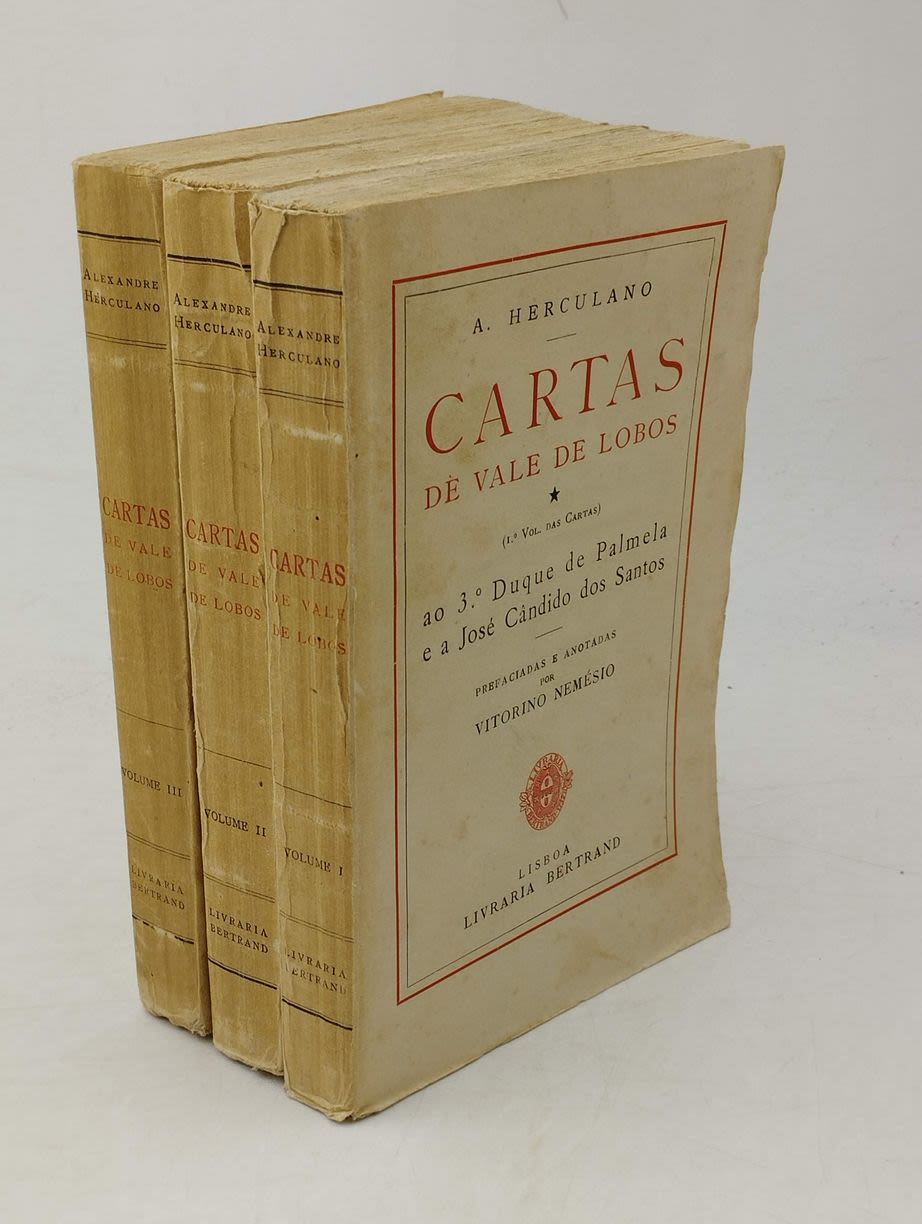 ALEXANDRE
HERCULANO
CARTAS
DE VALE
DE LOBOS
VOLUME III
LIVRARIA
BERTRAND
ALEXANDRE
HERCULANO
CARTAS
DE VALE
DE LOBOS
VOLUME II
LIVRARIA
BERTRAND
ALEXANDRE
HERCULANO
CARTAS
DE VALE
DE LOBOS
VOLUME I
LIVRARIA
BERTRAND
A. HERCULANO
CARTAS
DE VALE DE LOBOS
(1.º VOL. DAS CARTAS)
ao 3.º Duque de Palmela
e a José Cândido dos Santos
PREFACIADAS E ANOTADAS
POR
VITORINO NEMÉSIO
LIVRARIA
BERTRAND
LISBOA
LIVRARIA BERTRAND